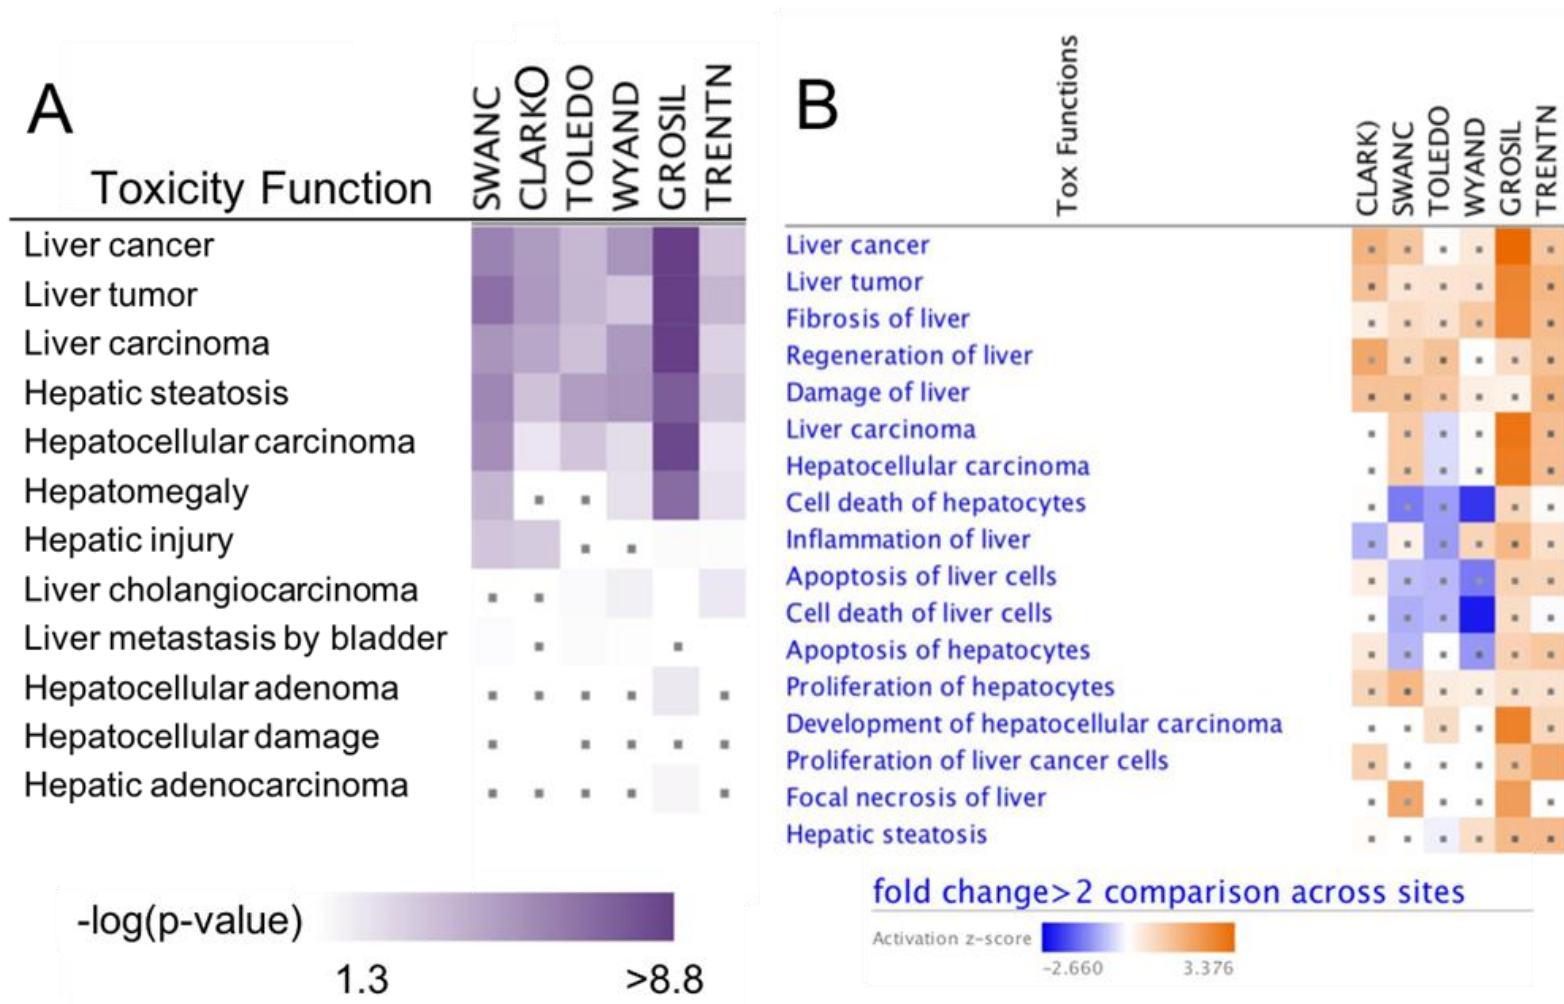 A
Toxicity Function
SWANC
CLARKO
TOLEDO
WYAND
GROSIL
TRENTN
Liver cancer
Liver tumor
Liver carcinoma
Hepatic steatosis
Hepatocellular carcinoma
Hepatomegaly
Hepatic injury
Liver cholangiocarcinoma
Liver metastasis by bladder
Hepatocellular adenoma
Hepatocellular damage
Hepatic adenocarcinoma
-log(p-value)
1.3
>8.8
B
Tox Functions
CLARK)
SWANC
TOLEDO
WYAND
GROSIL
TRENTN
Liver cancer
Liver tumor
Fibrosis of liver
Regeneration of liver
Damage of liver
Liver carcinoma
Hepatocellular carcinoma
Cell death of hepatocytes
Inflammation of liver
Apoptosis of liver cells
Cell death of liver cells
Apoptosis of hepatocytes
Proliferation of hepatocytes
Development of hepatocellular carcinoma
Proliferation of liver cancer cells
Focal necrosis of liver
Hepatic steatosis
fold change>2 comparison across sites
Activation z-score
-2.660
3.376